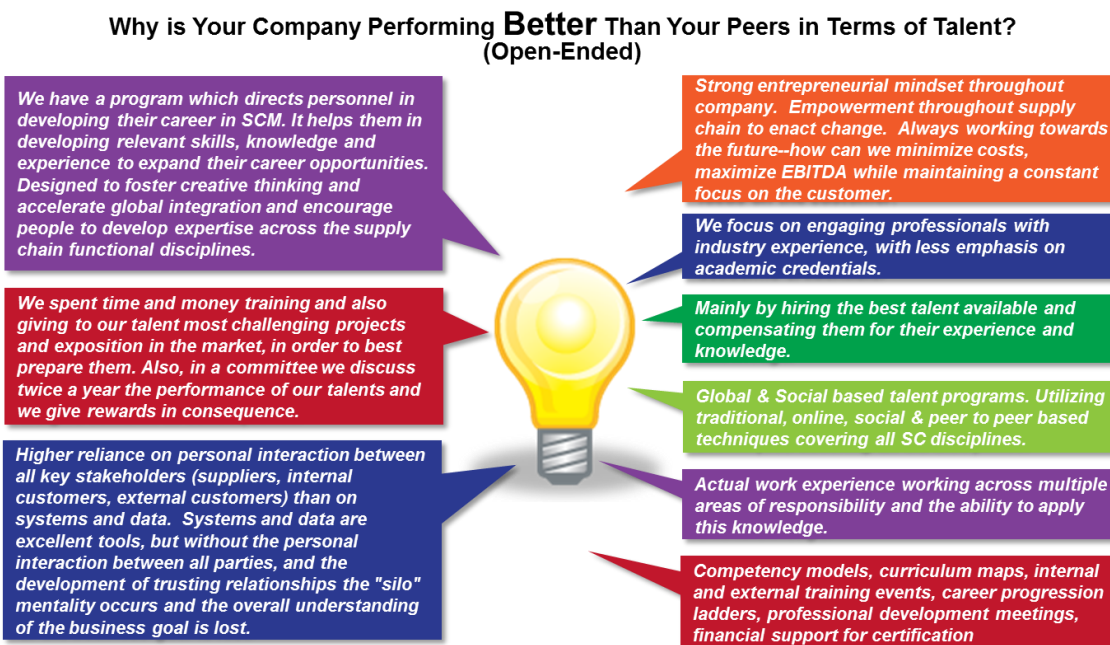 Why is Your Company Performing Better Than Your Peers in Terms of Talent?
(Open-Ended)
We have a program which directs personnel in
developing their career in SCM. It helps them in
developing relevant skills, knowledge and
experience to expand their career opportunities.
Designed to foster creative thinking and
accelerate global integration and encourage
people to develop expertise across the supply
chain functional disciplines.
We spent time and money training and also
giving to our talent most challenging projects
and exposition in the market, in order to best
prepare them. Also, in a committee we discuss
twice a year the performance of our talents and
we give rewards in consequence.
Higher reliance on personal interaction between
all key stakeholders (suppliers, internal
customers, external customers) than on
systems and data.  Systems and data are
excellent tools, but without the personal
interaction between all parties, and the
development of trusting relationships the "silo"
mentality occurs and the overall understanding
of the business goal is lost.
Strong entrepreneurial mindset throughout
company.  Empowerment throughout supply
chain to enact change.  Always working towards
the future--how can we minimize costs,
maximize EBITDA while maintaining a constant
focus on the customer.
We focus on engaging professionals with
industry experience, with less emphasis on
academic credentials.
Mainly by hiring the best talent available and
compensating them for their experience and
knowledge.
Global & Social based talent programs. Utilizing
traditional, online, social & peer to peer based
techniques covering all SC disciplines.
Actual work experience working across multiple
areas of responsibility and the ability to apply
this knowledge.
Competency models, curriculum maps, internal
and external training events, career progression
ladders, professional development meetings,
financial support for certification